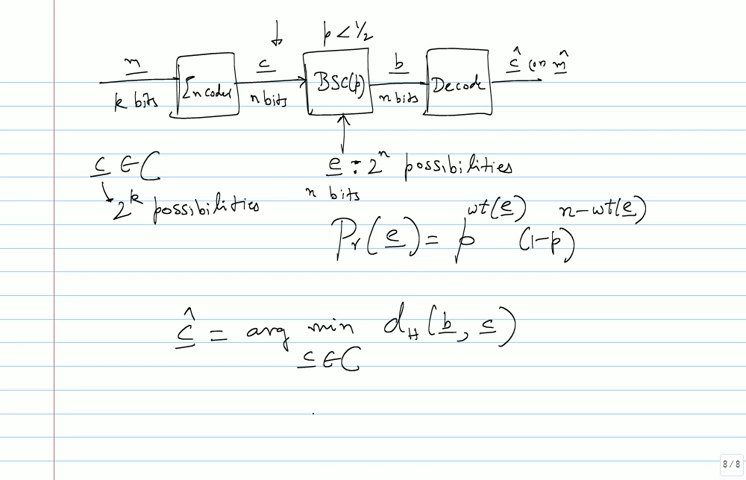 p < 1/2
m c b ĉ (or) m̂
Encoder BSC(p) Decode
k bits n bits n bits
c ∈ C e : 2^n possibilities
2^k possibilities n bits
Pr(e) = p^wt(e) (1-p)^n-wt(e)
ĉ = arg min d_H(b, c)
c ∈ C
8 / 8